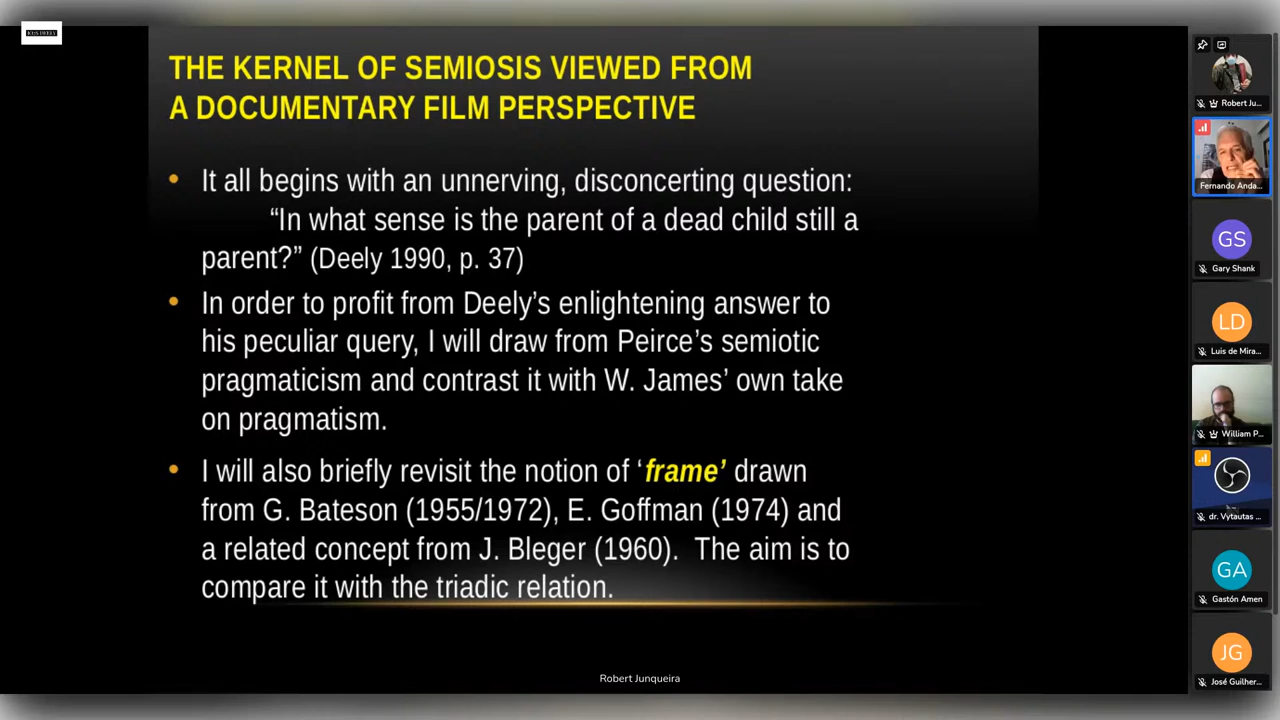 THE KERNEL OF SEMIOSIS VIEWED FROM
A DOCUMENTARY FILM PERSPECTIVE
• It all begins with an unnerving, disconcerting question:
“In what sense is the parent of a dead child still a
parent?” (Deely 1990, p. 37)
• In order to profit from Deely’s enlightening answer to
his peculiar query, I will draw from Peirce’s semiotic
pragmaticism and contrast it with W. James’ own take
on pragmatism.
• I will also briefly revisit the notion of ‘frame’ drawn
from G. Bateson (1955/1972), E. Goffman (1974) and
a related concept from J. Bleger (1960). The aim is to
compare it with the triadic relation.
Robert Junqueira
Robert Ju...
Fernando Anda...
GS
Gary Shank
LD
Luis de Mira...
William P...
dr. Vytautas ...
GA
Gastón Amen
JG
José Guilher...